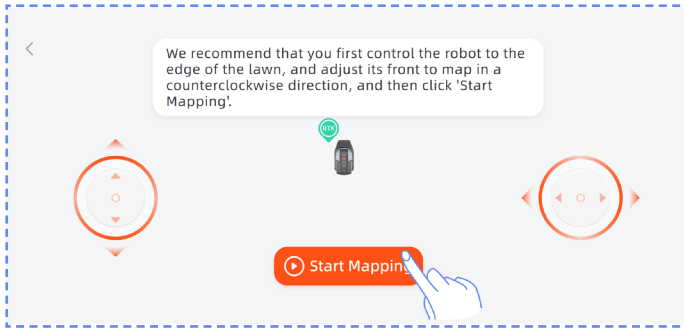 We recommend that you first control the robot to the
edge of the lawn, and adjust its front to map in a
counterclockwise direction, and then click 'Start
Mapping'.
RTK
Start Mapping